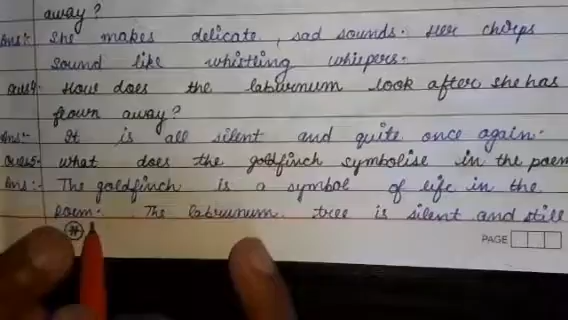 away?
Ans:- She makes delicate, sad sounds. Her chirps
sound like whistling whispers.
Ques4. How does the laburnum look after she has
flown away?
Ans:- It is all silent and quite once again.
Ques5- what does the goldfinch symbolise in the poem
Ans:- The goldfinch is a symbol of life in the
Poem. The laburnum tree is silent and still
PAGE